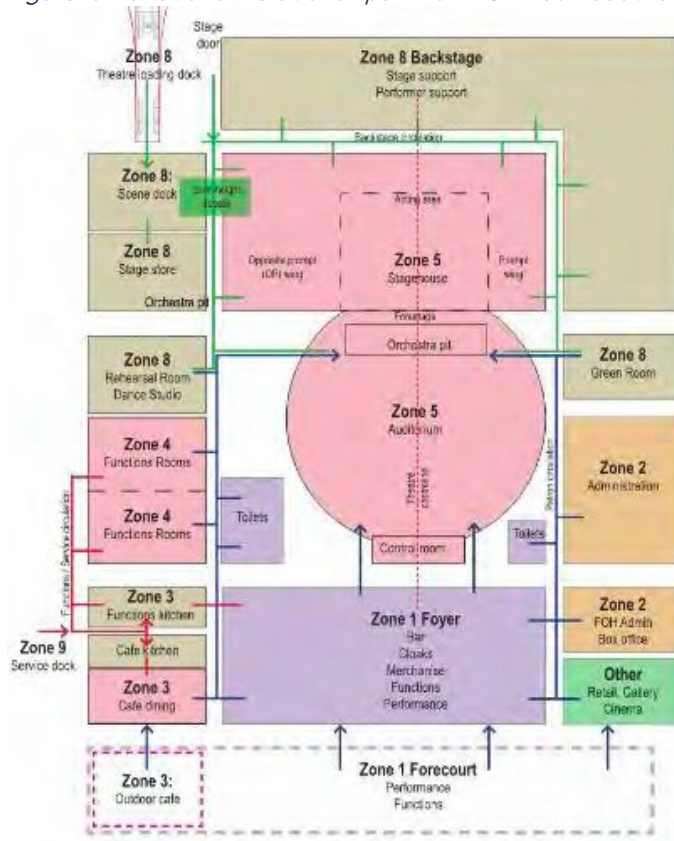 Stage
door
Zone 8
Theatre loading dock
Zone 8 Backstage
Stage support
Performer support
Backstage circulation
Zone 8:
Scene dock
Acting area
Zone 8
Stage store
Opposite prompt
(OP) wing
Zone 5
Stagehouse
Prompt
wing
Orchestra pit
Forestage
Orchestra pit
Zone 8
Rehearsal Room
Dance Studio
Zone 8
Green Room
Zone 5
Auditorium
Zone 4
Functions Rooms
Zone 2
Administration
Patron circulation
Theatre
centreline
Functions / Service circulation
Zone 4
Functions Rooms
Toilets
Toilets
Control room
Zone 3
Functions kitchen
Zone 1 Foyer
Bar
Cloaks
Merchanise
Functions
Performance
Zone 2
FOH Admin
Box office
Zone 9
Service dock
Cafe kitchen
Zone 3
Cafe dining
Other
Retail, Gallery
Cinema
Zone 3:
Outdoor cafe
Zone 1 Forecourt
Performance
Functions